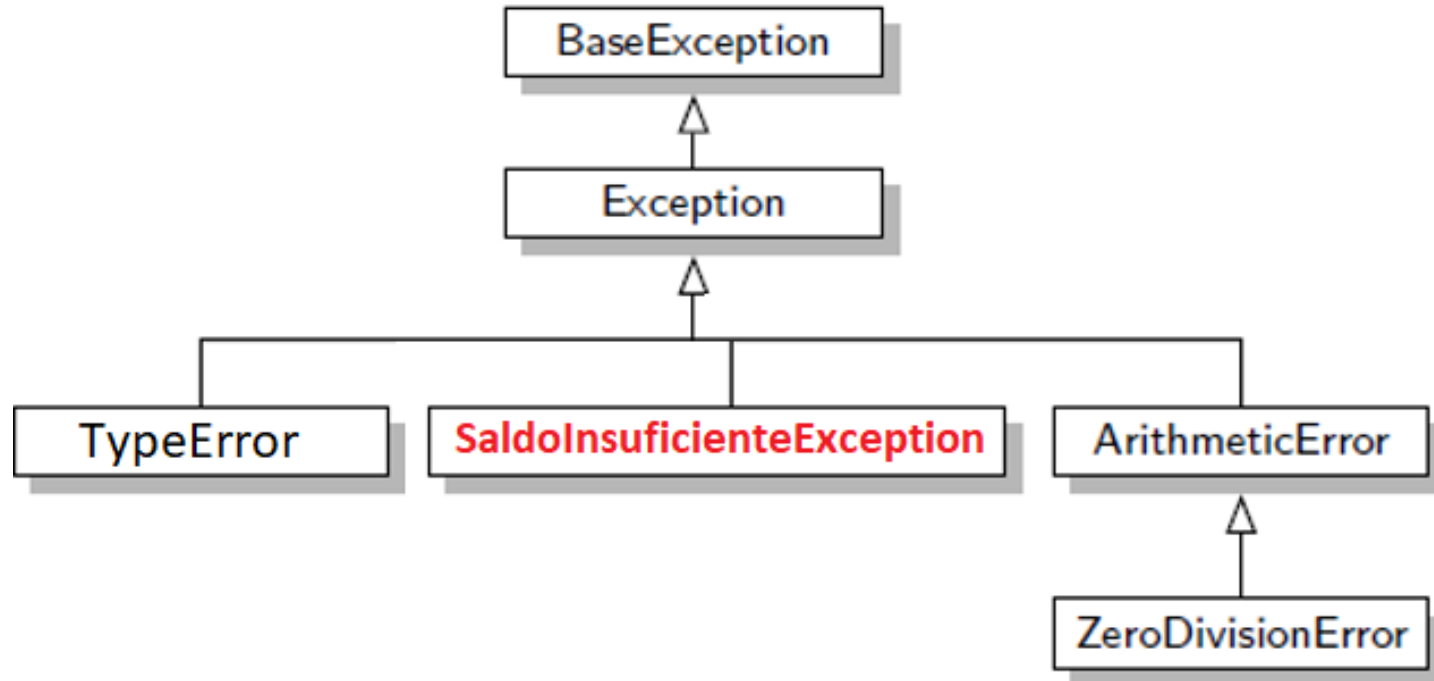 BaseException
Exception
TypeError
SaldoInsuficienteException
ArithmeticError
ZeroDivisionError